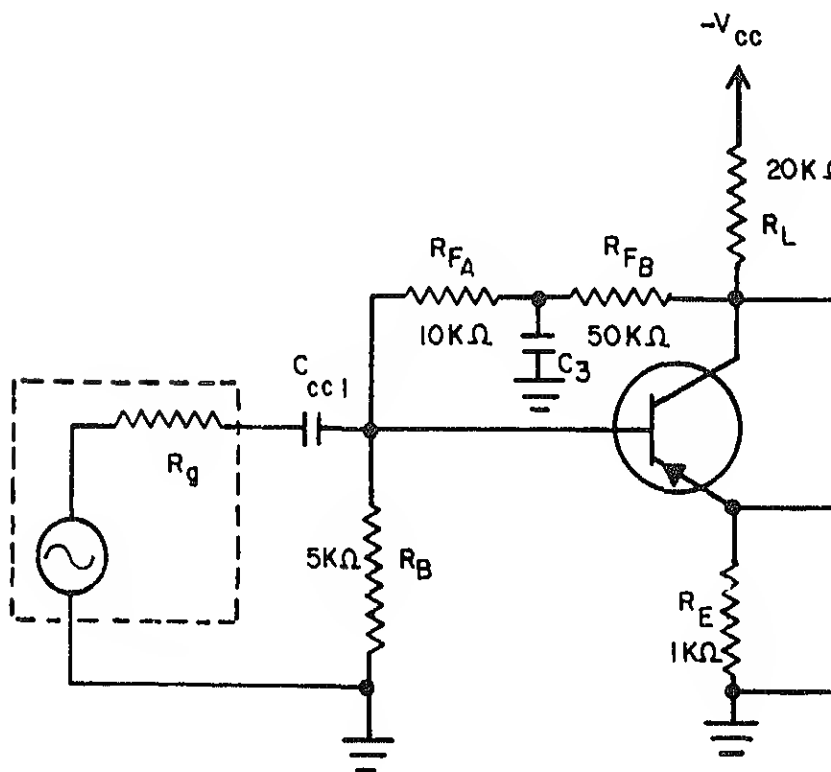 -Vcc
20KΩ
RL
RFA
RFB
10KΩ
50KΩ
C3
Ccc1
Rg
5KΩ
RB
RE
1KΩ